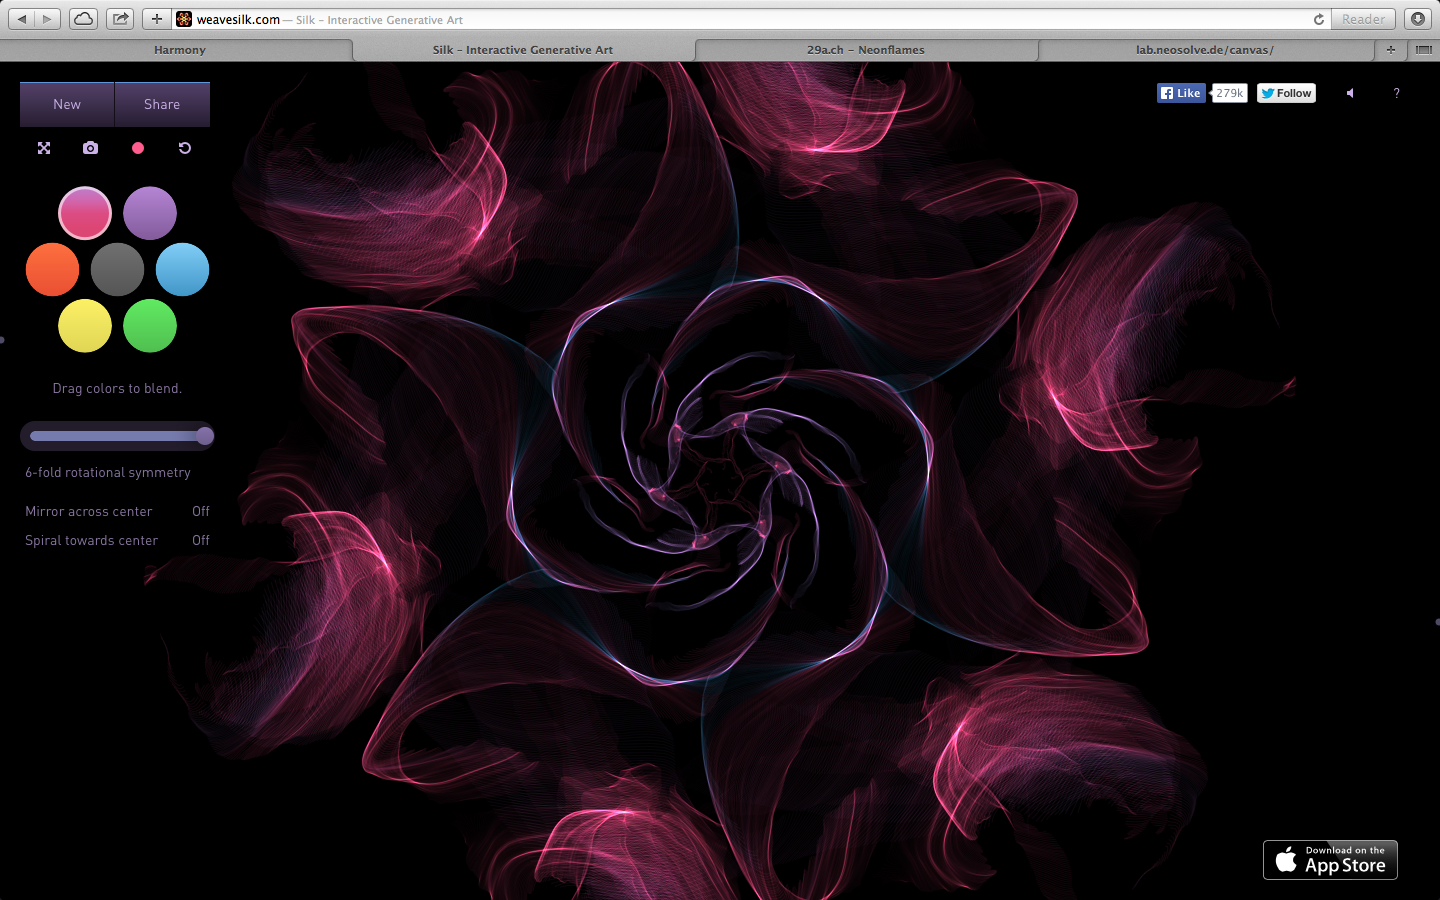 weavesilk.com — Silk – Interactive Generative Art
Reader
Harmony
Silk – Interactive Generative Art
29a.ch – Neonflames
lab.neosolve.de/canvas/
New
Share
Like
279k
Follow
?
Drag colors to blend.
6-fold rotational symmetry
Mirror across center Off
Spiral towards center Off
Download on the
App Store